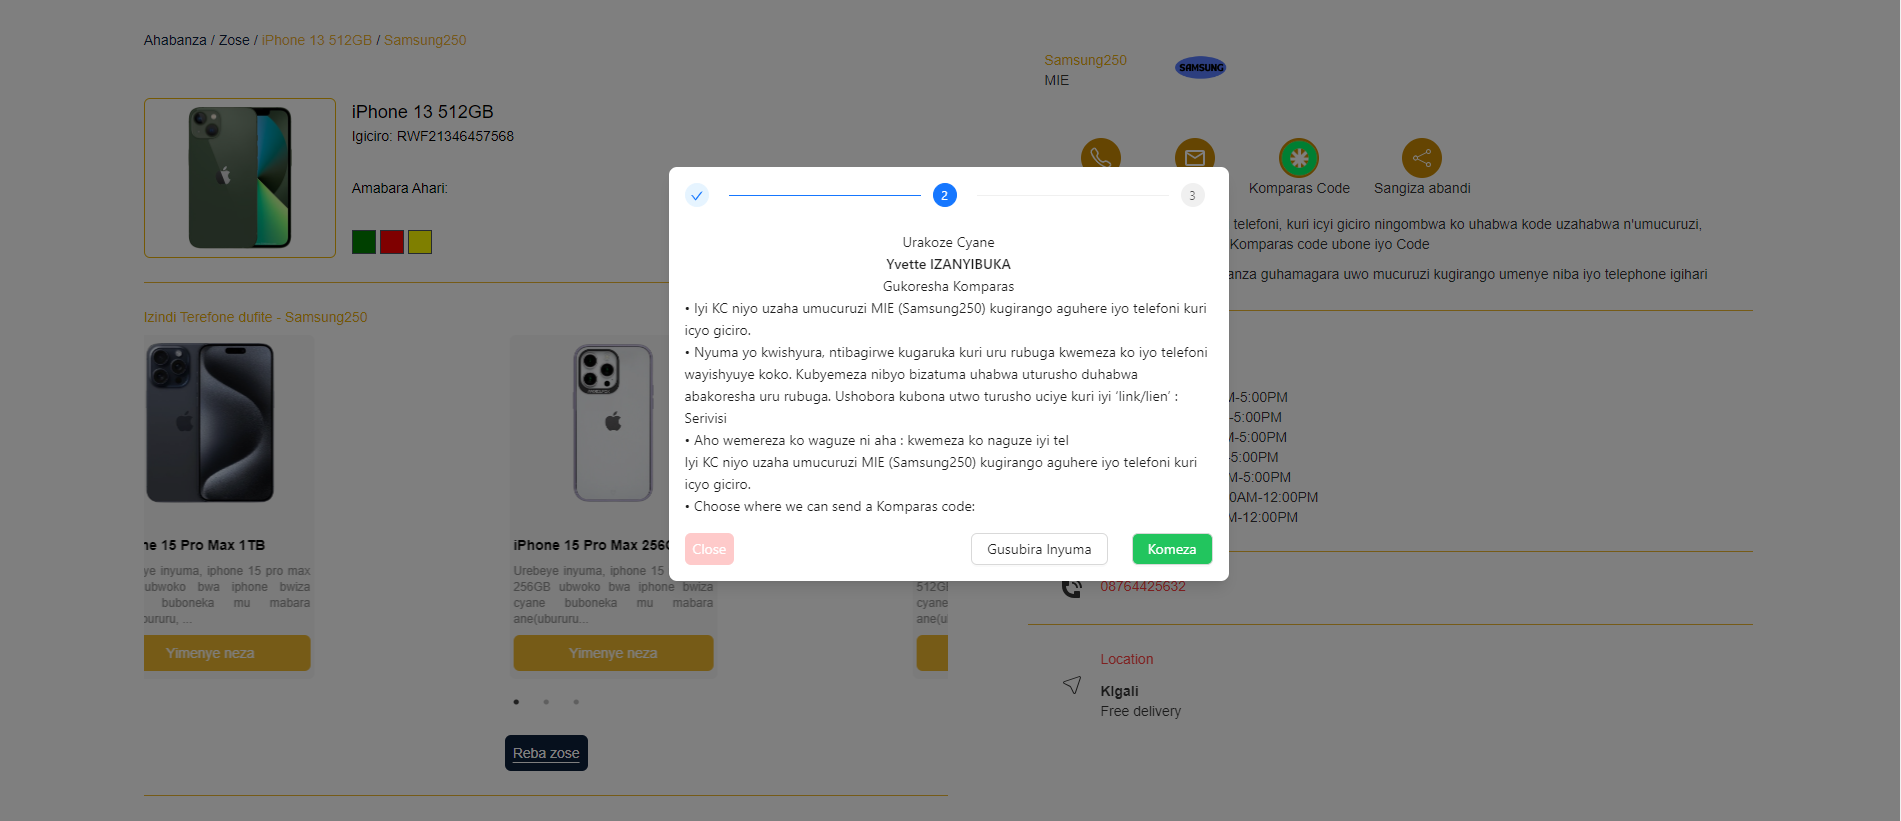 Ahabanza / Zose / iPhone 13 512GB / Samsung250
iPhone 13 512GB
Igiciro: RWF21346457568
Amabara Ahari:
Samsung250
MIE
SAMSUNG
Komparas Code
Sangiza abandi
telefoni, kuri icyi giciro ningombwa ko uhabwa kode uzahabwa n'umucuruzi,
Komparas code ubone iyo Code
guhamagara uwo mucuruzi kugirango umenye niba iyo telephone igihari
2
3
Urakoze Cyane
Yvette IZANYIBUKA
Gukoresha Komparas
• Iyi KC niyo uzaha umucuruzi MIE (Samsung250) kugirango aguhere iyo telefoni kuri
icyo giciro.
• Nyuma yo kwishyura, ntibagirwe kugaruka kuri uru rubuga kwemeza ko iyo telefoni
wayishyuye koko. Kubyemeza nibyo bizatuma uhabwa uturusho duhabwa
abakoresha uru rubuga. Ushobora kubona utwo turusho uciye kuri iyi ‘link/lien’ :
Serivisi
• Aho wemereza ko waguze ni aha : kwemeza ko naguze iyi tel
Iyi KC niyo uzaha umucuruzi MIE (Samsung250) kugirango aguhere iyo telefoni kuri
icyo giciro.
• Choose where we can send a Komparas code:
Close
Gusubira Inyuma
Komeza
Izindi Terefone dufite - Samsung250
15 Pro Max 1TB
inyuma, iphone 15 pro max
ubwoko bwa iphone bwiza
buboneka mu mabara
...
Yimenye neza
iPhone 15 Pro Max
Urebeye inyuma, iphone 15
256GB ubwoko bwa iphone bwiza
cyane buboneka mu mabara
ane(ubururu...
Yimenye neza
cyane
Reba zose
-5:00PM
-5:00PM
-5:00PM
-5:00PM
-5:00PM
-12:00PM
-12:00PM
08764425632
Location
KIgali
Free delivery